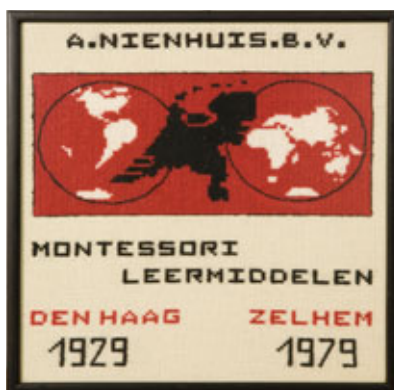 A.NIENHUIS.B.V.
MONTESSORI
LEERMIDDELEN
DEN HAAG ZELHEM
1929 1979